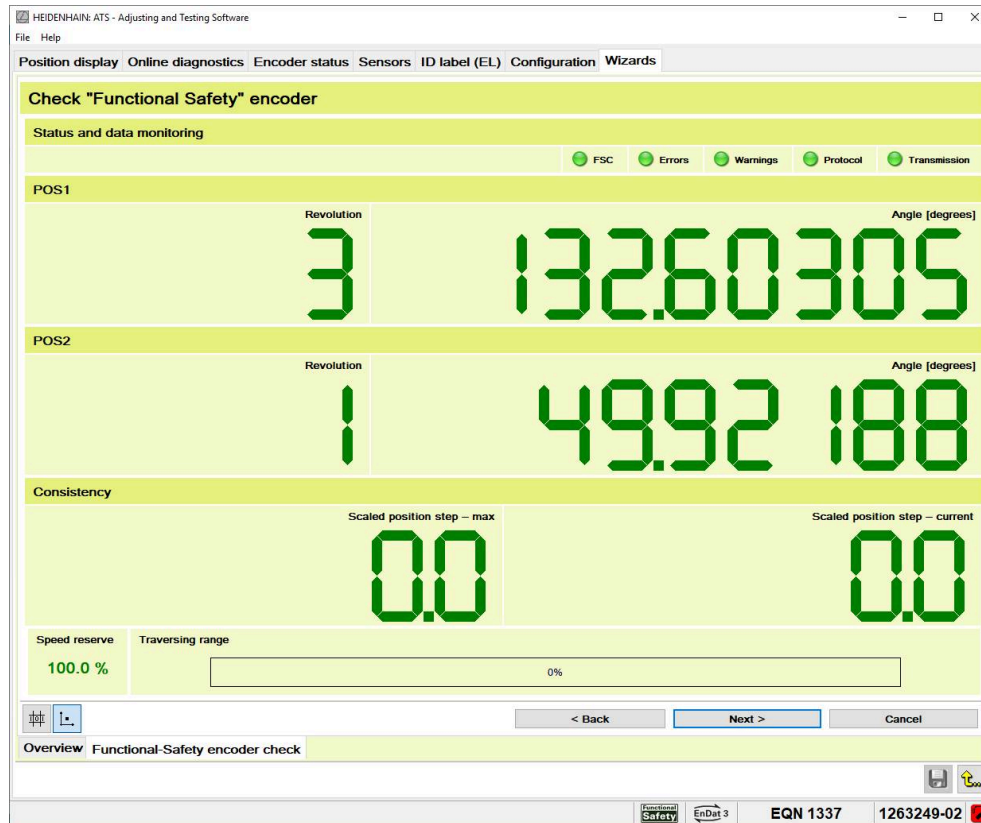 HEIDENHAIN: ATS - Adjusting and Testing Software
File Help
Position display Online diagnostics Encoder status Sensors ID label (EL) Configuration Wizards
Check "Functional Safety" encoder
Status and data monitoring
FSC Errors Warnings Protocol Transmission
POS1
Revolution Angle [degrees]
3 132.60305
POS2
Revolution Angle [degrees]
1 49.92188
Consistency
Scaled position step – max Scaled position step – current
0.0 0.0
Speed reserve Traversing range
100.0 % 0%
< Back Next > Cancel
Overview Functional-Safety encoder check
Functional Safety EnDat 3 EQN 1337 1263249-02